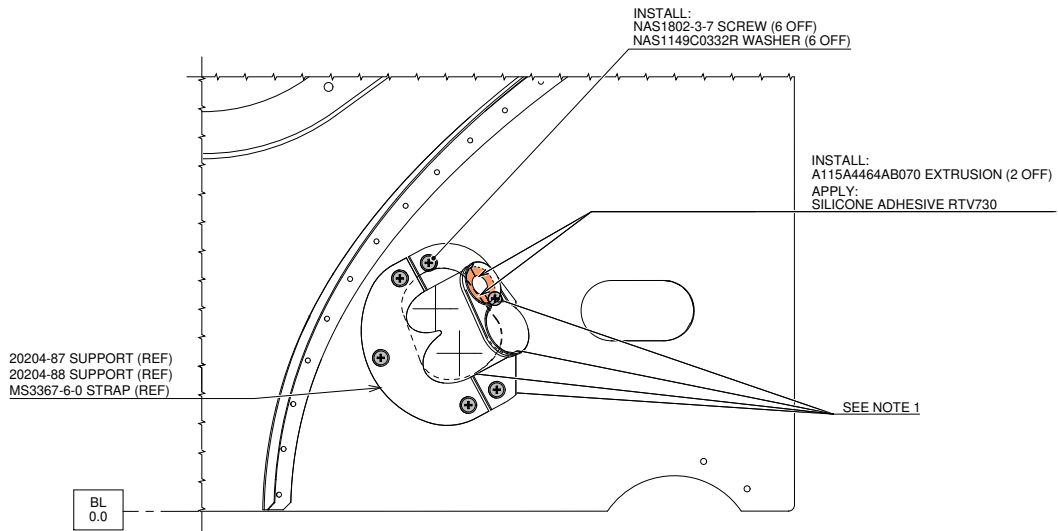 INSTALL:
NAS1802-3-7 SCREW (6 OFF)
NAS1149C0332R WASHER (6 OFF)
INSTALL:
A115A4464AB070 EXTRUSION (2 OFF)
APPLY:
SILICONE ADHESIVE RTV730
20204-87 SUPPORT (REF)
20204-88 SUPPORT (REF)
MS3367-6-0 STRAP (REF)
SEE NOTE 1
BL
0.0